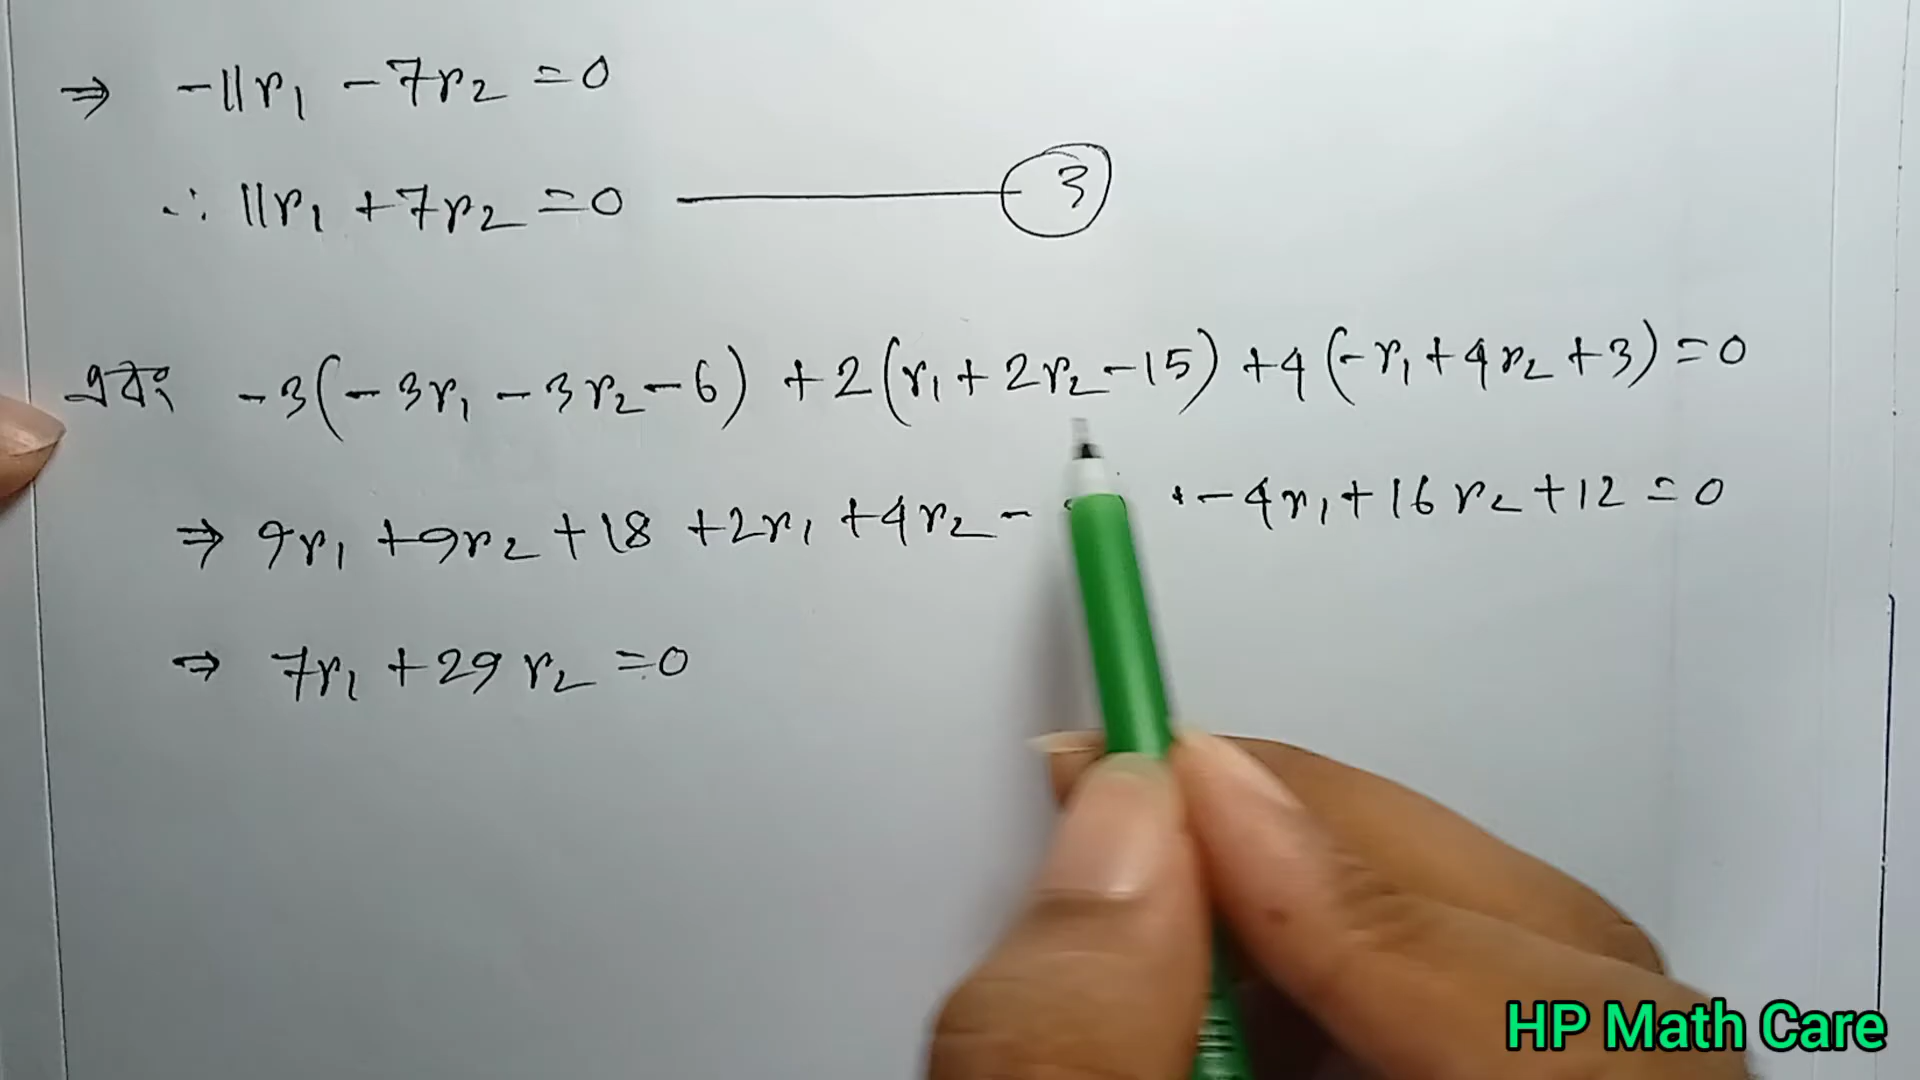 ⇒ -11r₁ - 7r₂ = 0
∴ 11r₁ + 7r₂ = 0 ——— 3
এবং -3(-3r₁ - 3r₂ - 6) + 2(r₁ + 2r₂ - 15) + 4(-r₁ + 4r₂ + 3) = 0
⇒ 9r₁ + 9r₂ + 18 + 2r₁ + 4r₂ - - 4r₁ + 16r₂ + 12 = 0
⇒ 7r₁ + 29r₂ = 0
HP Math Care